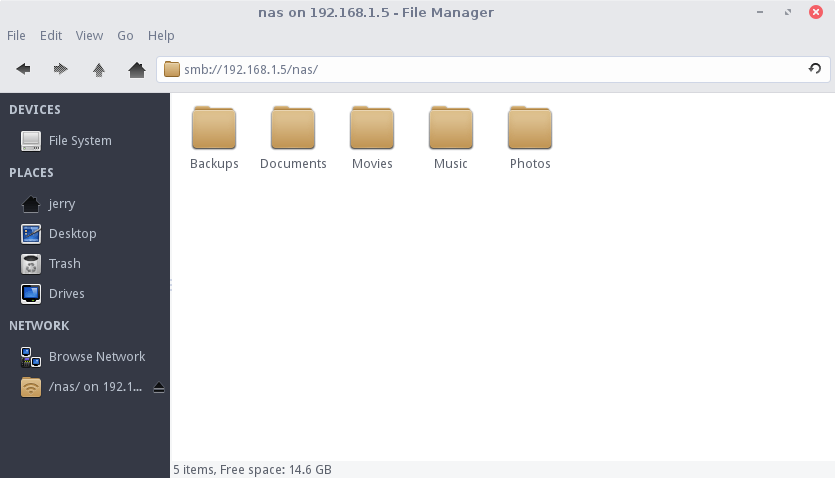 nas on 192.168.1.5 - File Manager
File Edit View Go Help
smb://192.168.1.5/nas/
DEVICES
File System
PLACES
jerry
Desktop
Trash
Drives
NETWORK
Browse Network
/nas/ on 192.1...
Backups Documents Movies Music Photos
5 items, Free space: 14.6 GB